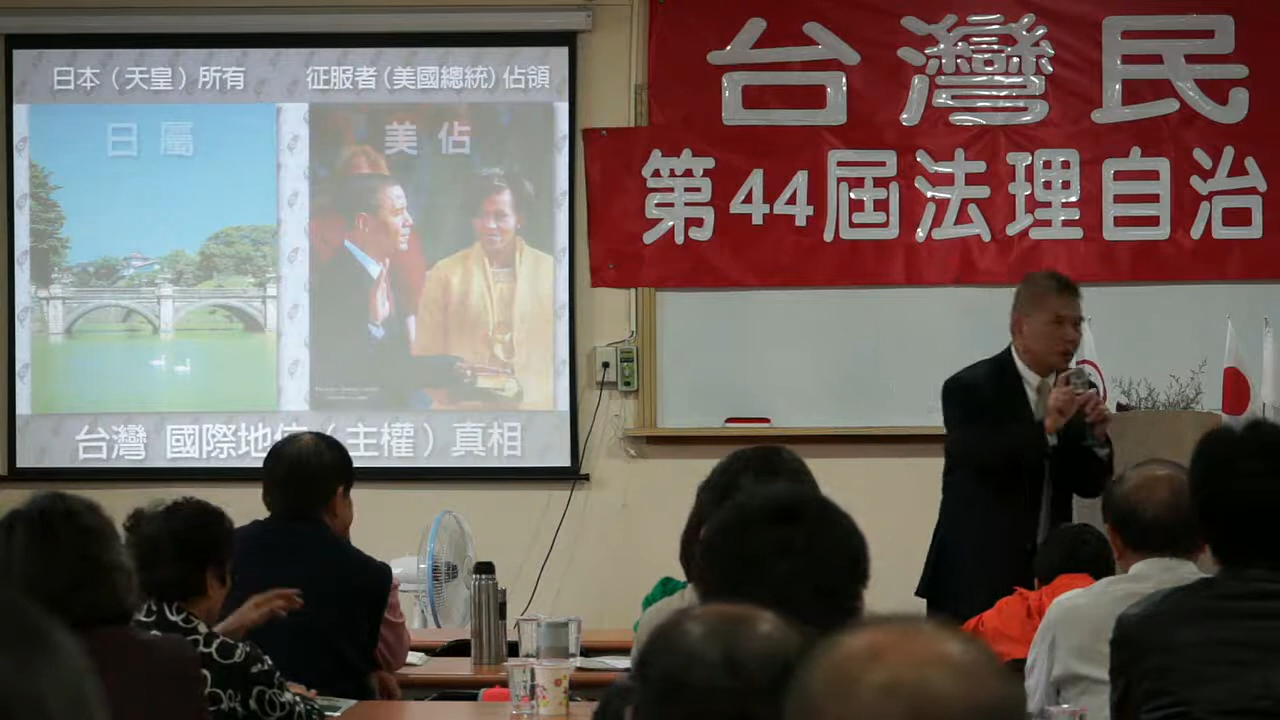 日本（天皇）所有
征服者（美國總統）佔領
日屬
美佔
台灣 國際地位（主權）真相
台灣民
第44屆法理自治